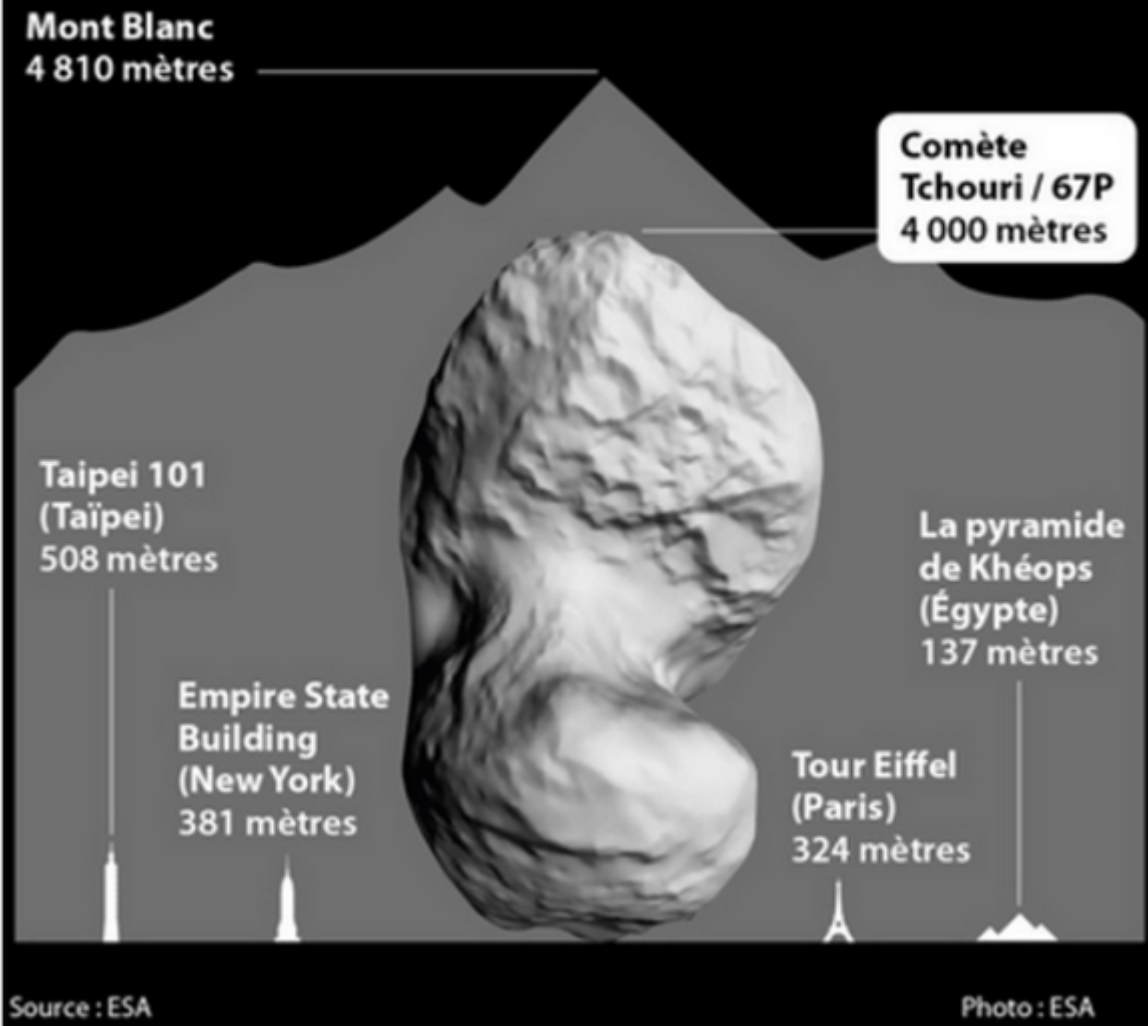 Mont Blanc
4 810 mètres
Comète
Tchouri / 67P
4 000 mètres
Taipei 101
(Taïpei)
508 mètres
Empire State
Building
(New York)
381 mètres
Tour Eiffel
(Paris)
324 mètres
La pyramide
de Khéops
(Égypte)
137 mètres
Source : ESA
Photo : ESA